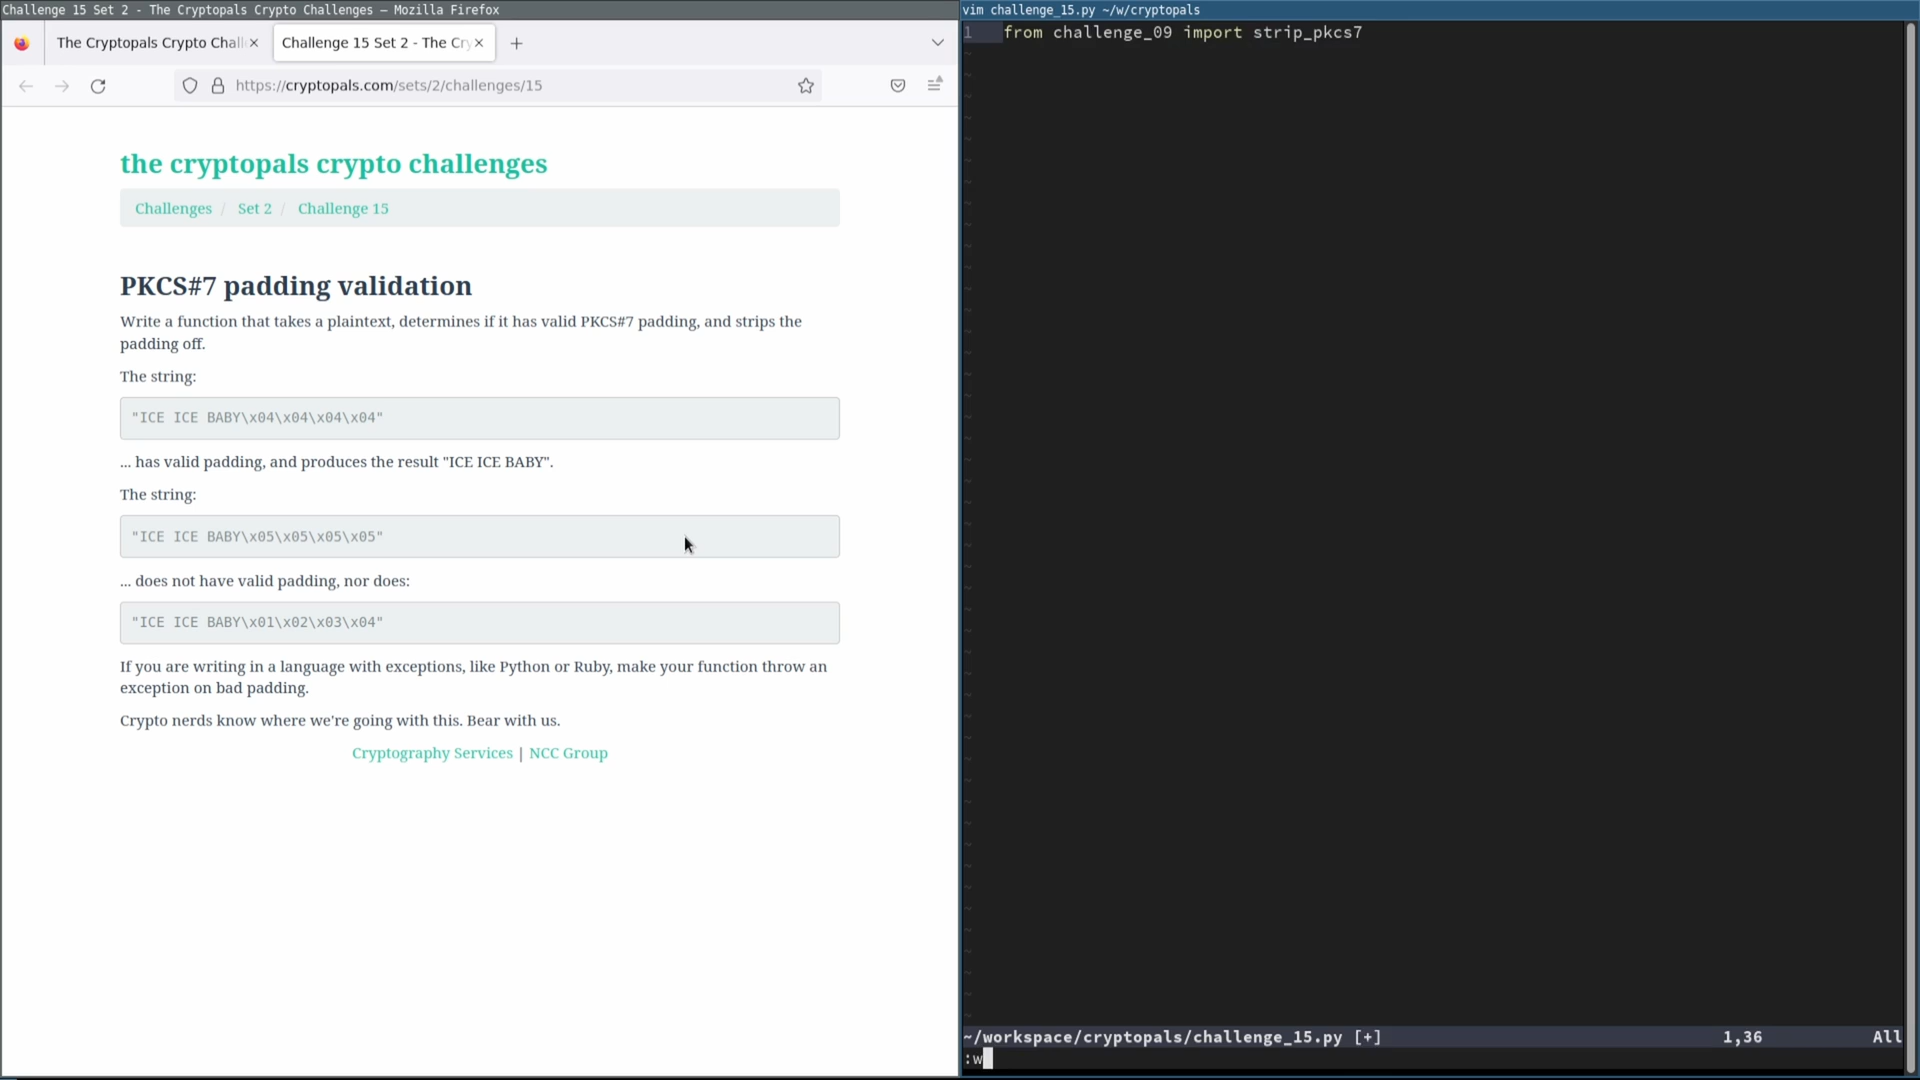 Challenge 15 Set 2 - The Cryptopals Crypto Challenges — Mozilla Firefox
The Cryptopals Crypto Chall
Challenge 15 Set 2 - The Cry
https://cryptopals.com/sets/2/challenges/15
the cryptopals crypto challenges
Challenges / Set 2 / Challenge 15
PKCS#7 padding validation
Write a function that takes a plaintext, determines if it has valid PKCS#7 padding, and strips the
padding off.
The string:
"ICE ICE BABY\x04\x04\x04\x04"
... has valid padding, and produces the result "ICE ICE BABY".
The string:
"ICE ICE BABY\x05\x05\x05\x05"
... does not have valid padding, nor does:
"ICE ICE BABY\x01\x02\x03\x04"
If you are writing in a language with exceptions, like Python or Ruby, make your function throw an
exception on bad padding.
Crypto nerds know where we're going with this. Bear with us.
Cryptography Services | NCC Group
vim challenge_15.py ~/w/cryptopals
1 from challenge_09 import strip_pkcs7
~/workspace/cryptopals/challenge_15.py [+] 1,36 All
:w